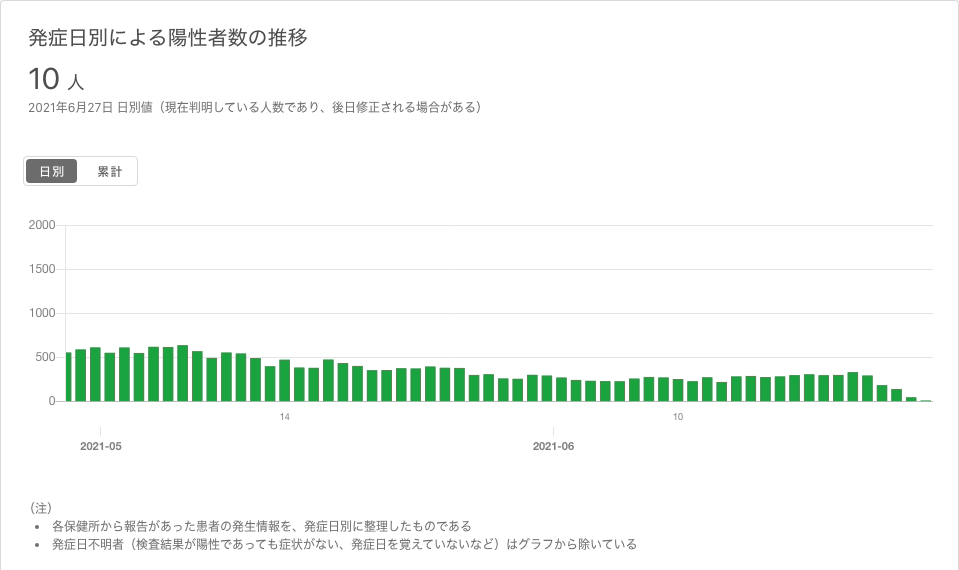 発症日別による陽性者数の推移
10 人
2021年6月27日 日別値（現在判明している人数であり、後日修正される場合がある）
日別 累計
2000
1500
1000
500
0
14 10
2021-05 2021-06
（注）
• 各保健所から報告があった患者の発生情報を、発症日別に整理したものである
• 発症日不明者（検査結果が陽性であっても症状がない、発症日を覚えていないなど）はグラフから除いている